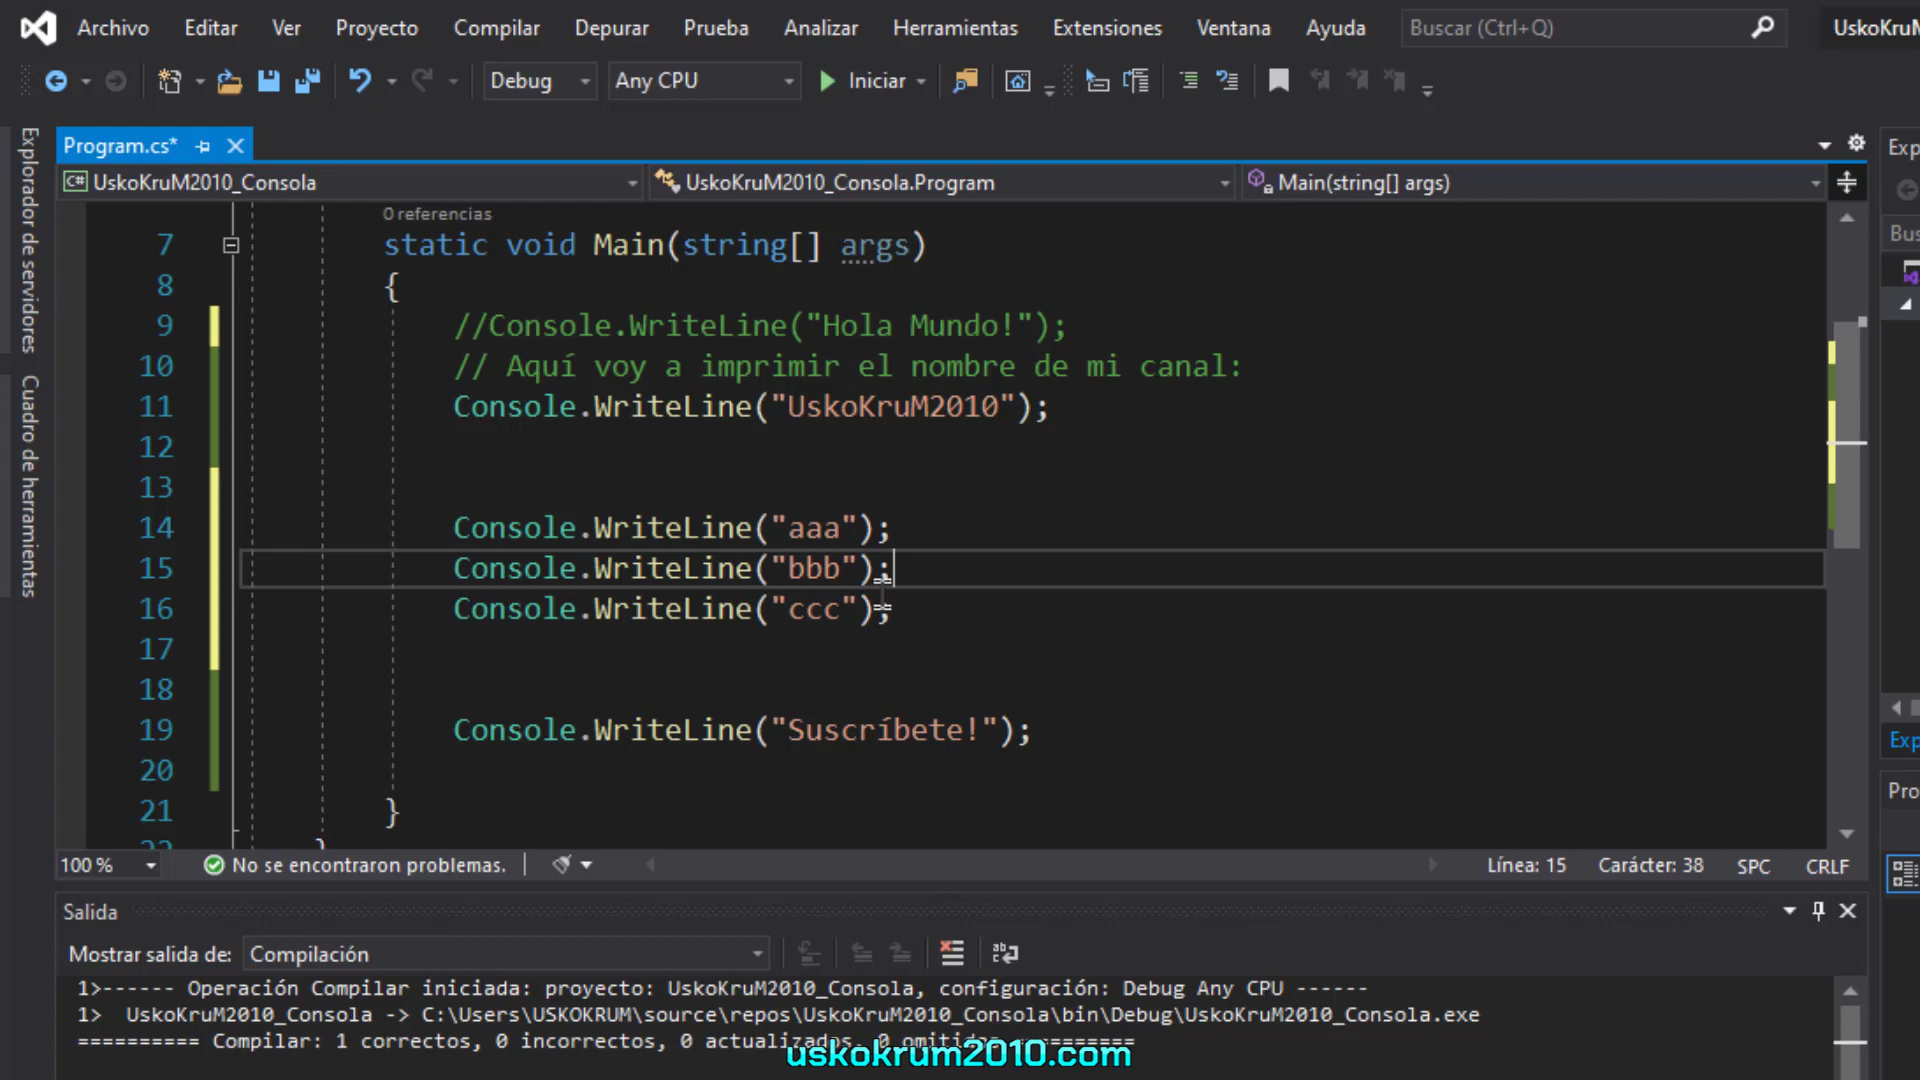 Archivo Editar Ver Proyecto Compilar Depurar Prueba Analizar Herramientas Extensiones Ventana Ayuda Buscar (Ctrl+Q) UskoKruM
Debug Any CPU Iniciar
Explorador de servidores
Cuadro de herramientas
Program.cs*
C# UskoKruM2010_Consola UskoKruM2010_Consola.Program Main(string[] args)
0 referencias
7 static void Main(string[] args)
8 {
9 //Console.WriteLine("Hola Mundo!");
10 // Aquí voy a imprimir el nombre de mi canal:
11 Console.WriteLine("UskoKruM2010");
12
13
14 Console.WriteLine("aaa");
15 Console.WriteLine("bbb");
16 Console.WriteLine("ccc");
17
18
19 Console.WriteLine("Suscríbete!");
20
21 }
22 }
Exp
Bus
Exp
Pro
100 % No se encontraron problemas. Línea: 15 Carácter: 38 SPC CRLF
Salida
Mostrar salida de: Compilación
1>------ Operación Compilar iniciada: proyecto: UskoKruM2010_Consola, configuración: Debug Any CPU ------
1> UskoKruM2010_Consola -> C:\Users\USKOKRUM\source\repos\UskoKruM2010_Consola\bin\Debug\UskoKruM2010_Consola.exe
========== Compilar: 1 correctos, 0 incorrectos, 0 actualizados, 0 omitidos ==========
uskokrum2010.com